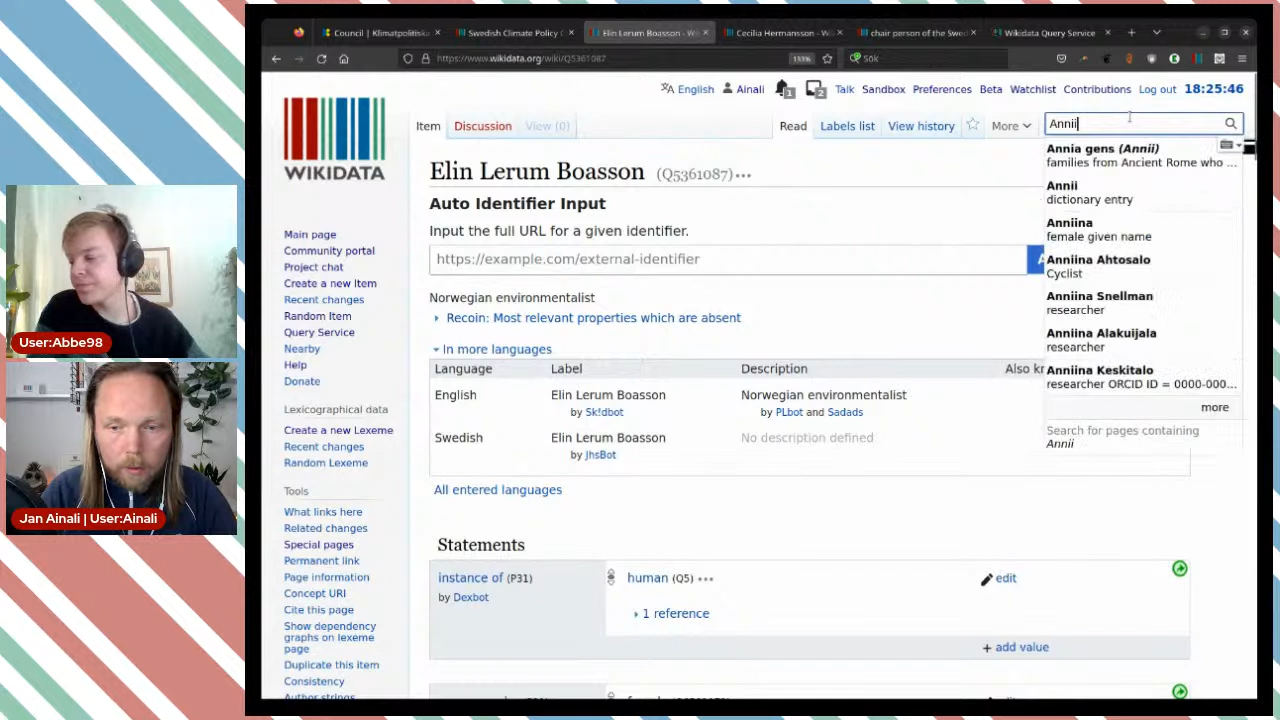 Council | Klimatpolitiska
Swedish Climate Policy C
Elin Lerum Boasson - Wi
Cecilia Hermansson - Wi
chair person of the Swed
Wikidata Query Service
https://www.wikidata.org/wiki/Q5361087
133%
Sök
English
Ainali
1
2
Talk
Sandbox
Preferences
Beta
Watchlist
Contributions
Log out
18:25:46
WIKIDATA
Item
Discussion
View (0)
Read
Labels list
View history
More
Annii
Annia gens (Annii)
families from Ancient Rome who ...
Annii
dictionary entry
Anniina
female given name
Anniina Ahtosalo
Cyclist
Anniina Snellman
researcher
Anniina Alakuijala
researcher
Anniina Keskitalo
researcher ORCID ID = 0000-000...
more
Search for pages containing
Annii
Main page
Community portal
Project chat
Create a new Item
Recent changes
Random Item
Query Service
Nearby
Help
Donate
Lexicographical data
Create a new Lexeme
Recent changes
Random Lexeme
Tools
What links here
Related changes
Special pages
Permanent link
Page information
Concept URI
Cite this page
Show dependency
graphs on lexeme
page
Duplicate this item
Consistency
Author strings
Elin Lerum Boasson (Q5361087)
Auto Identifier Input
Input the full URL for a given identifier.
https://example.com/external-identifier
Norwegian environmentalist
Recoin: Most relevant properties which are absent
In more languages
Language Label Description Also kn
English Elin Lerum Boasson Norwegian environmentalist
by Sk!dbot by PLbot and Sadads
Swedish Elin Lerum Boasson No description defined
by JhsBot
All entered languages
Statements
instance of (P31)
by Dexbot
human (Q5)
edit
1 reference
+ add value
User:Abbe98
Jan Ainali | User:Ainali